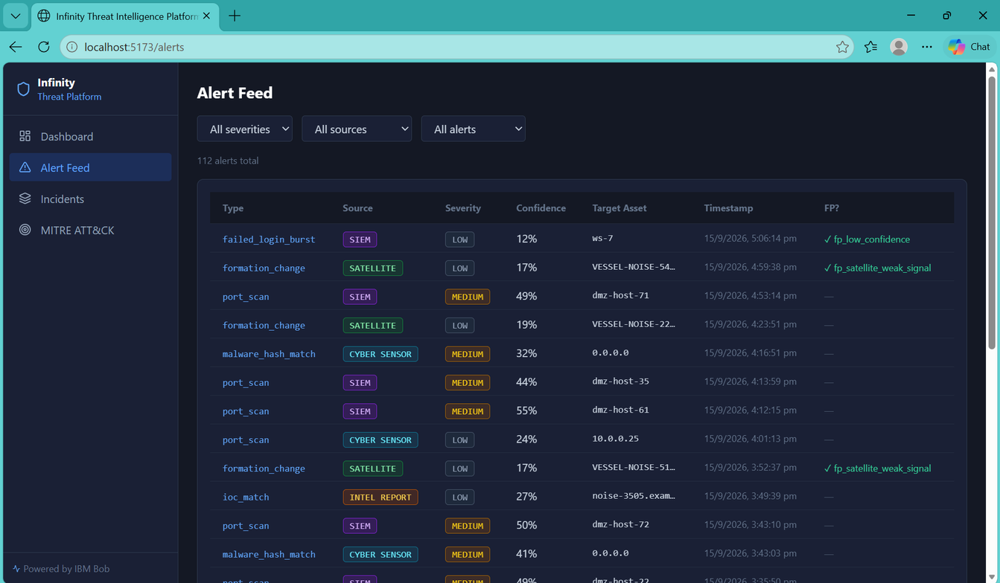 Infinity Threat Intelligence Platform
localhost:5173/alerts
Chat
Infinity
Threat Platform
Dashboard
Alert Feed
Incidents
MITRE ATT&CK
Powered by IBM Bob
Alert Feed
All severities All sources All alerts
112 alerts total
Type Source Severity Confidence Target Asset Timestamp FP?
failed_login_burst SIEM LOW 12% ws-7 15/9/2026, 5:06:14 pm ✓ fp_low_confidence
formation_change SATELLITE LOW 17% VESSEL-NOISE-54… 15/9/2026, 4:59:38 pm ✓ fp_satellite_weak_signal
port_scan SIEM MEDIUM 49% dmz-host-71 15/9/2026, 4:53:14 pm —
formation_change SATELLITE LOW 19% VESSEL-NOISE-22… 15/9/2026, 4:23:51 pm —
malware_hash_match CYBER SENSOR MEDIUM 32% 0.0.0.0 15/9/2026, 4:16:51 pm —
port_scan SIEM MEDIUM 44% dmz-host-35 15/9/2026, 4:13:59 pm —
port_scan SIEM MEDIUM 55% dmz-host-61 15/9/2026, 4:12:15 pm —
port_scan CYBER SENSOR LOW 24% 10.0.0.25 15/9/2026, 4:01:13 pm —
formation_change SATELLITE LOW 17% VESSEL-NOISE-51… 15/9/2026, 3:52:37 pm ✓ fp_satellite_weak_signal
ioc_match INTEL REPORT LOW 27% noise-3505.exam… 15/9/2026, 3:49:39 pm —
port_scan SIEM MEDIUM 50% dmz-host-72 15/9/2026, 3:43:10 pm —
malware_hash_match CYBER SENSOR MEDIUM 41% 0.0.0.0 15/9/2026, 3:43:03 pm —
port_scan SIEM MEDIUM 49% dmz-host-22 15/9/2026, 3:35:50 pm